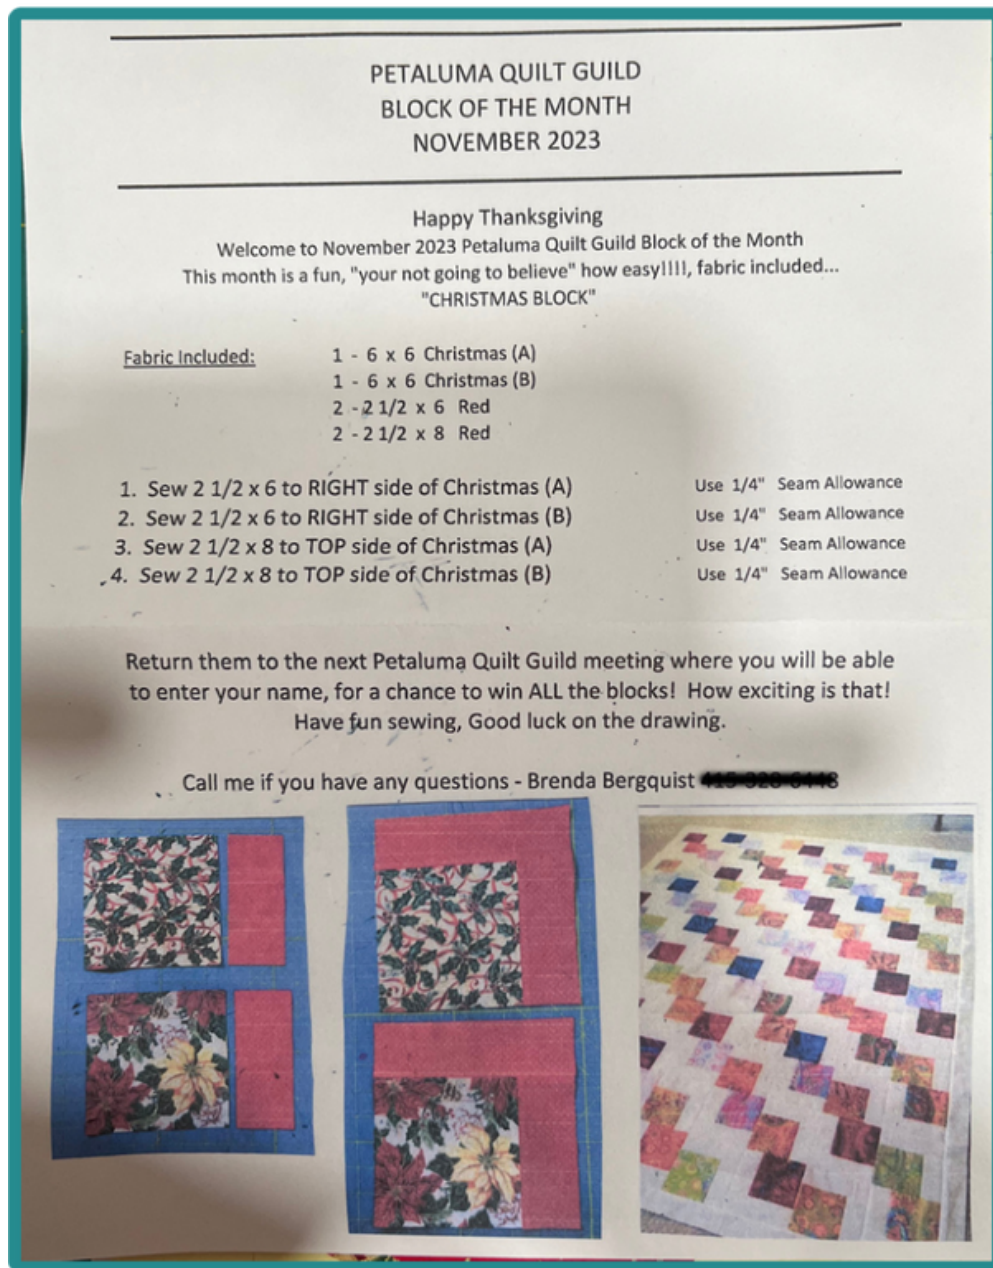 PETALUMA QUILT GUILD
BLOCK OF THE MONTH
NOVEMBER 2023
Happy Thanksgiving
Welcome to November 2023 Petaluma Quilt Guild Block of the Month
This month is a fun, "your not going to believe" how easy!!!!, fabric included...
"CHRISTMAS BLOCK"
Fabric Included: 1 - 6 x 6 Christmas (A)
1 - 6 x 6 Christmas (B)
2 - 2 1/2 x 6 Red
2 - 2 1/2 x 8 Red
1. Sew 2 1/2 x 6 to RIGHT side of Christmas (A) Use 1/4" Seam Allowance
2. Sew 2 1/2 x 6 to RIGHT side of Christmas (B) Use 1/4" Seam Allowance
3. Sew 2 1/2 x 8 to TOP side of Christmas (A) Use 1/4" Seam Allowance
4. Sew 2 1/2 x 8 to TOP side of Christmas (B) Use 1/4" Seam Allowance
Return them to the next Petaluma Quilt Guild meeting where you will be able
to enter your name, for a chance to win ALL the blocks! How exciting is that!
Have fun sewing, Good luck on the drawing.
Call me if you have any questions - Brenda Bergquist